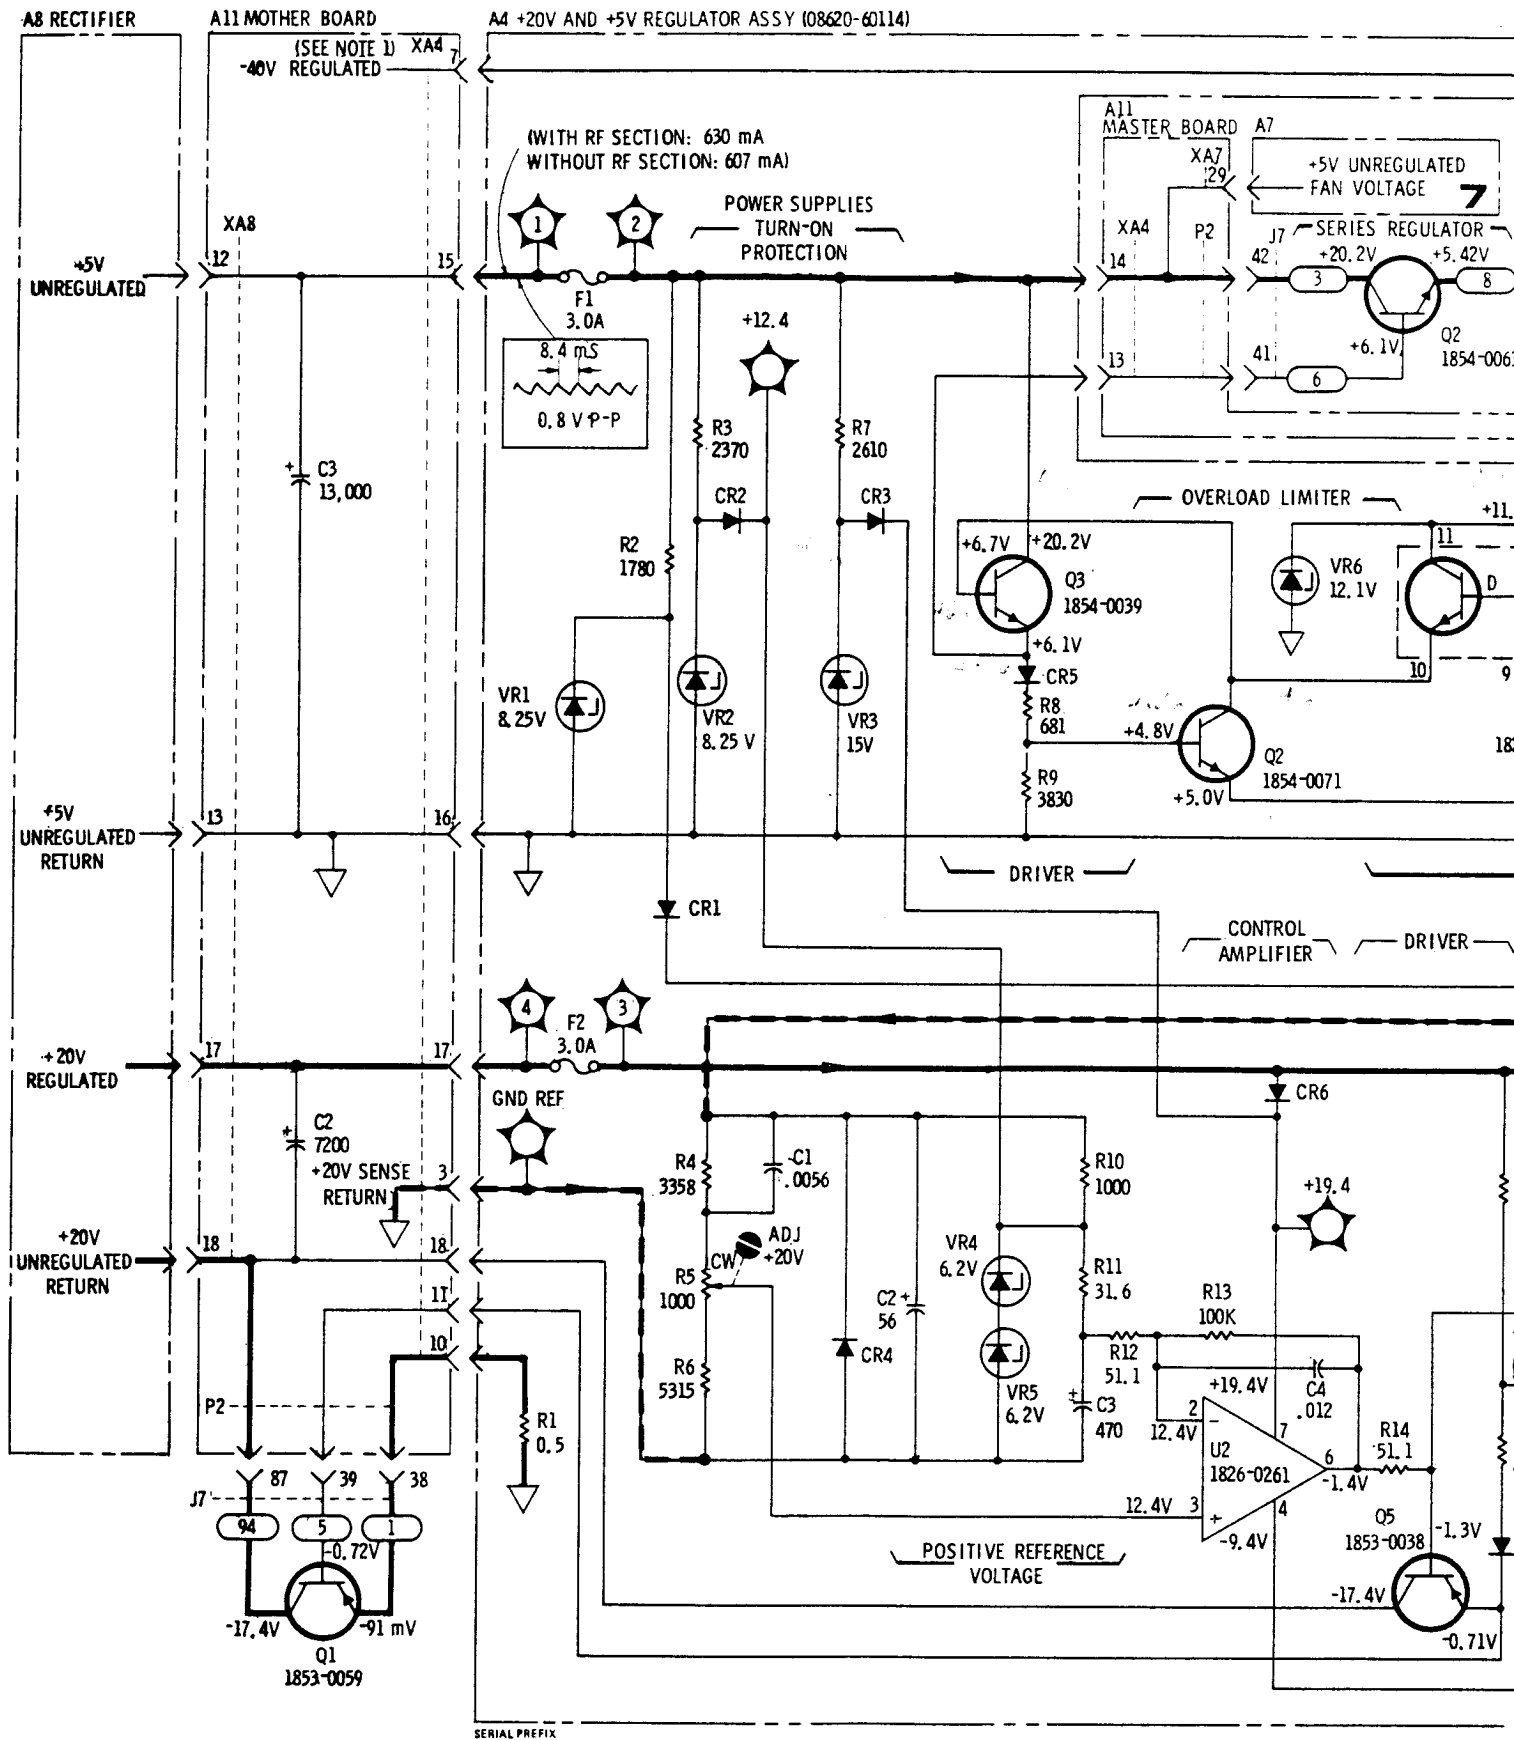 A8 RECTIFIER
A11 MOTHER BOARD
A4 +20V AND +5V REGULATOR ASSY (08620-60114)
(SEE NOTE 1)
XA4
7
-40V REGULATED
(WITH RF SECTION: 630 mA
WITHOUT RF SECTION: 607 mA)
A11
MASTER BOARD
A7
XA7
29
+5V UNREGULATED
FAN VOLTAGE
7
1
2
POWER SUPPLIES
TURN-ON
PROTECTION
XA8
XA4
P2
J7
SERIES REGULATOR
+5V
UNREGULATED
12
15
14
42
+20.2V
+5.42V
3
8
F1
3.0A
8.4 mS
0.8 V P-P
+12.4
13
41
6
+6.1V
Q2
1854-0063
C3
13,000
R3
2370
R7
2610
CR2
CR3
OVERLOAD LIMITER
+11.
R2
1780
+6.7V
+20.2V
Q3
1854-0039
VR6
12.1V
11
D
+6.1V
CR5
10
9
VR1
8.25V
VR2
8.25 V
VR3
15V
R8
681
+4.8V
Q2
1854-0071
18
R9
3830
+5.0V
+5V
UNREGULATED
RETURN
13
16
DRIVER
CR1
CONTROL
AMPLIFIER
DRIVER
4
3
F2
3.0A
+20V
REGULATED
17
17
GND REF
CR6
C2
7200
+20V SENSE
RETURN
3
R4
3358
C1
.0056
R10
1000
+19.4
+20V
UNREGULATED
RETURN
18
18
ADJ
+20V
CW
R5
1000
VR4
6.2V
R11
31.6
11
C2
56
R13
100K
10
CR4
R12
51.1
R6
5315
VR5
6.2V
C3
470
+19.4V
C4
.012
P2
R1
0.5
2
12.4V
7
U2
1826-0261
6
-1.4V
R14
51.1
87
39
38
J7
94
5
1
12.4V
3
4
-9.4V
Q5
1853-0038
-1.3V
-0.72V
POSITIVE REFERENCE
VOLTAGE
-17.4V
-91 mV
-17.4V
-0.71V
Q1
1853-0059
SERIAL PREFIX